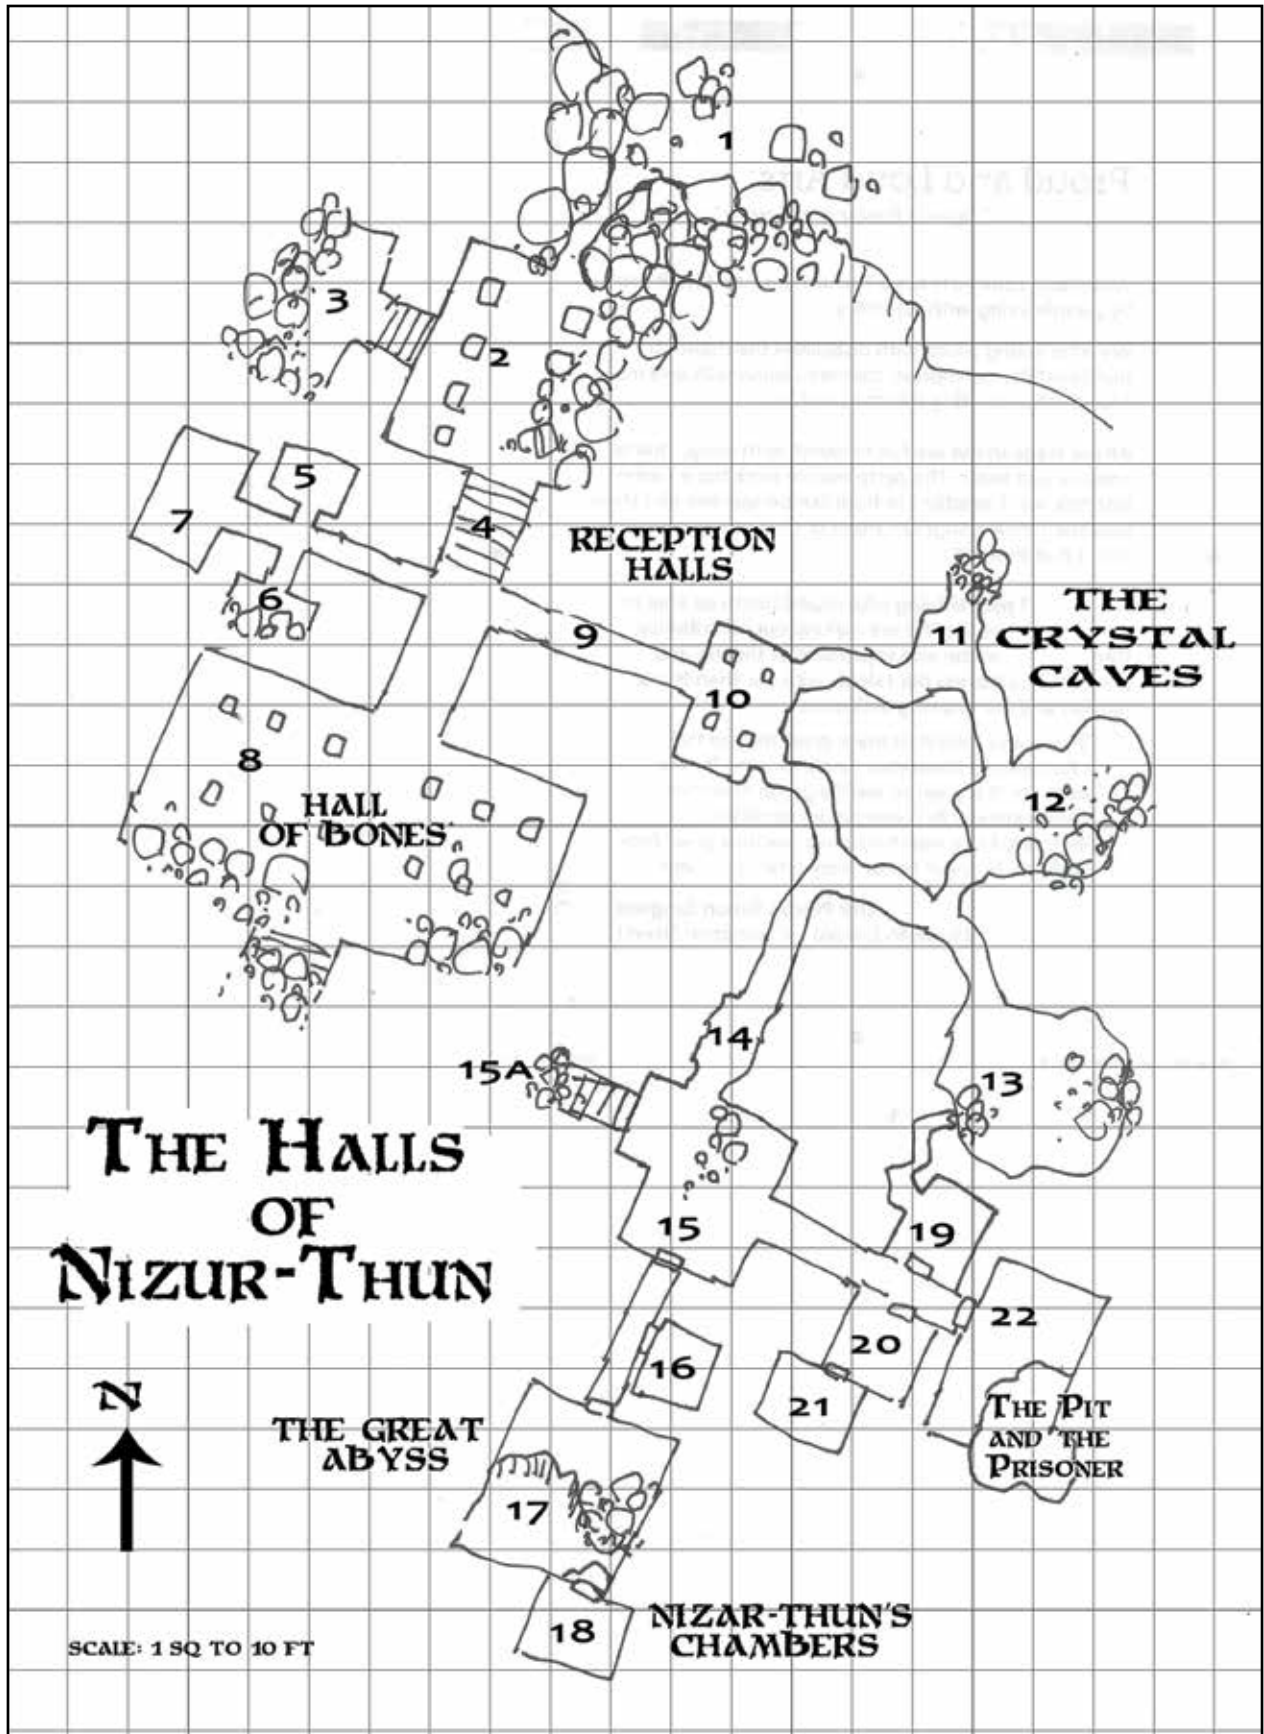 1
3
2
5
7
4
RECEPTION
HALLS
6
9
11
THE
CRYSTAL
CAVES
10
8
12
HALL
OF BONES
14
15A
13
THE HALLS
OF
NIZUR-THUN
15
19
22
20
16
21
N
THE PIT
AND THE
PRISONER
THE GREAT
ABYSS
17
18
NIZAR-THUN'S
CHAMBERS
SCALE: 1 SQ TO 10 FT